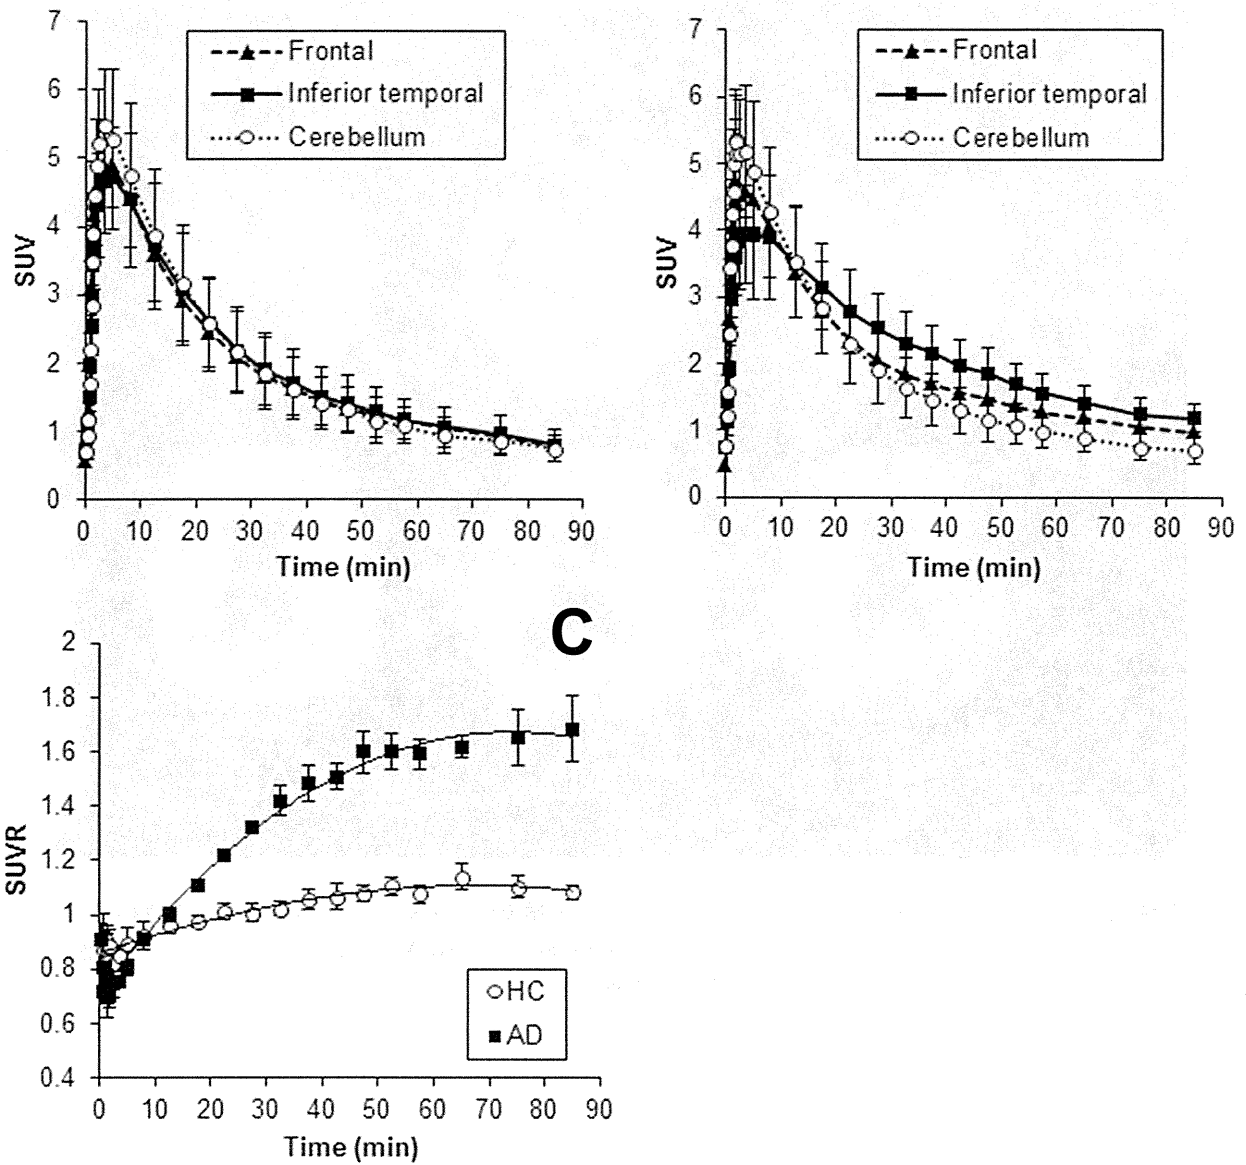 7
6
5
4
3
2
1
0
SUV
Frontal
Inferior temporal
Cerebellum
0 10 20 30 40 50 60 70 80 90
Time (min)
7
6
5
4
3
2
1
0
SUV
Frontal
Inferior temporal
Cerebellum
0 10 20 30 40 50 60 70 80 90
Time (min)
C
2
1.8
1.6
1.4
1.2
1
0.8
0.6
0.4
SUVR
HC
AD
0 10 20 30 40 50 60 70 80 90
Time (min)